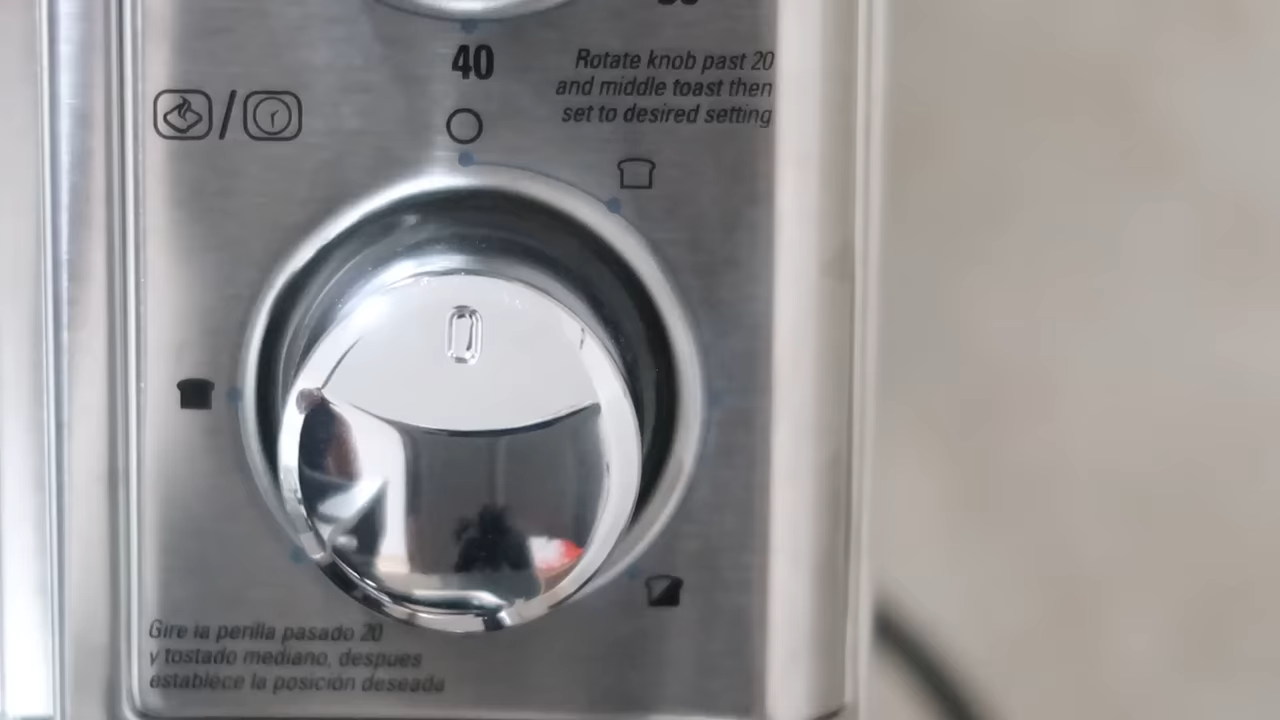 40
Rotate knob past 20
and middle toast then
set to desired setting
Gire la perilla pasado 20
y tostado mediano, despues
establece la posición deseada